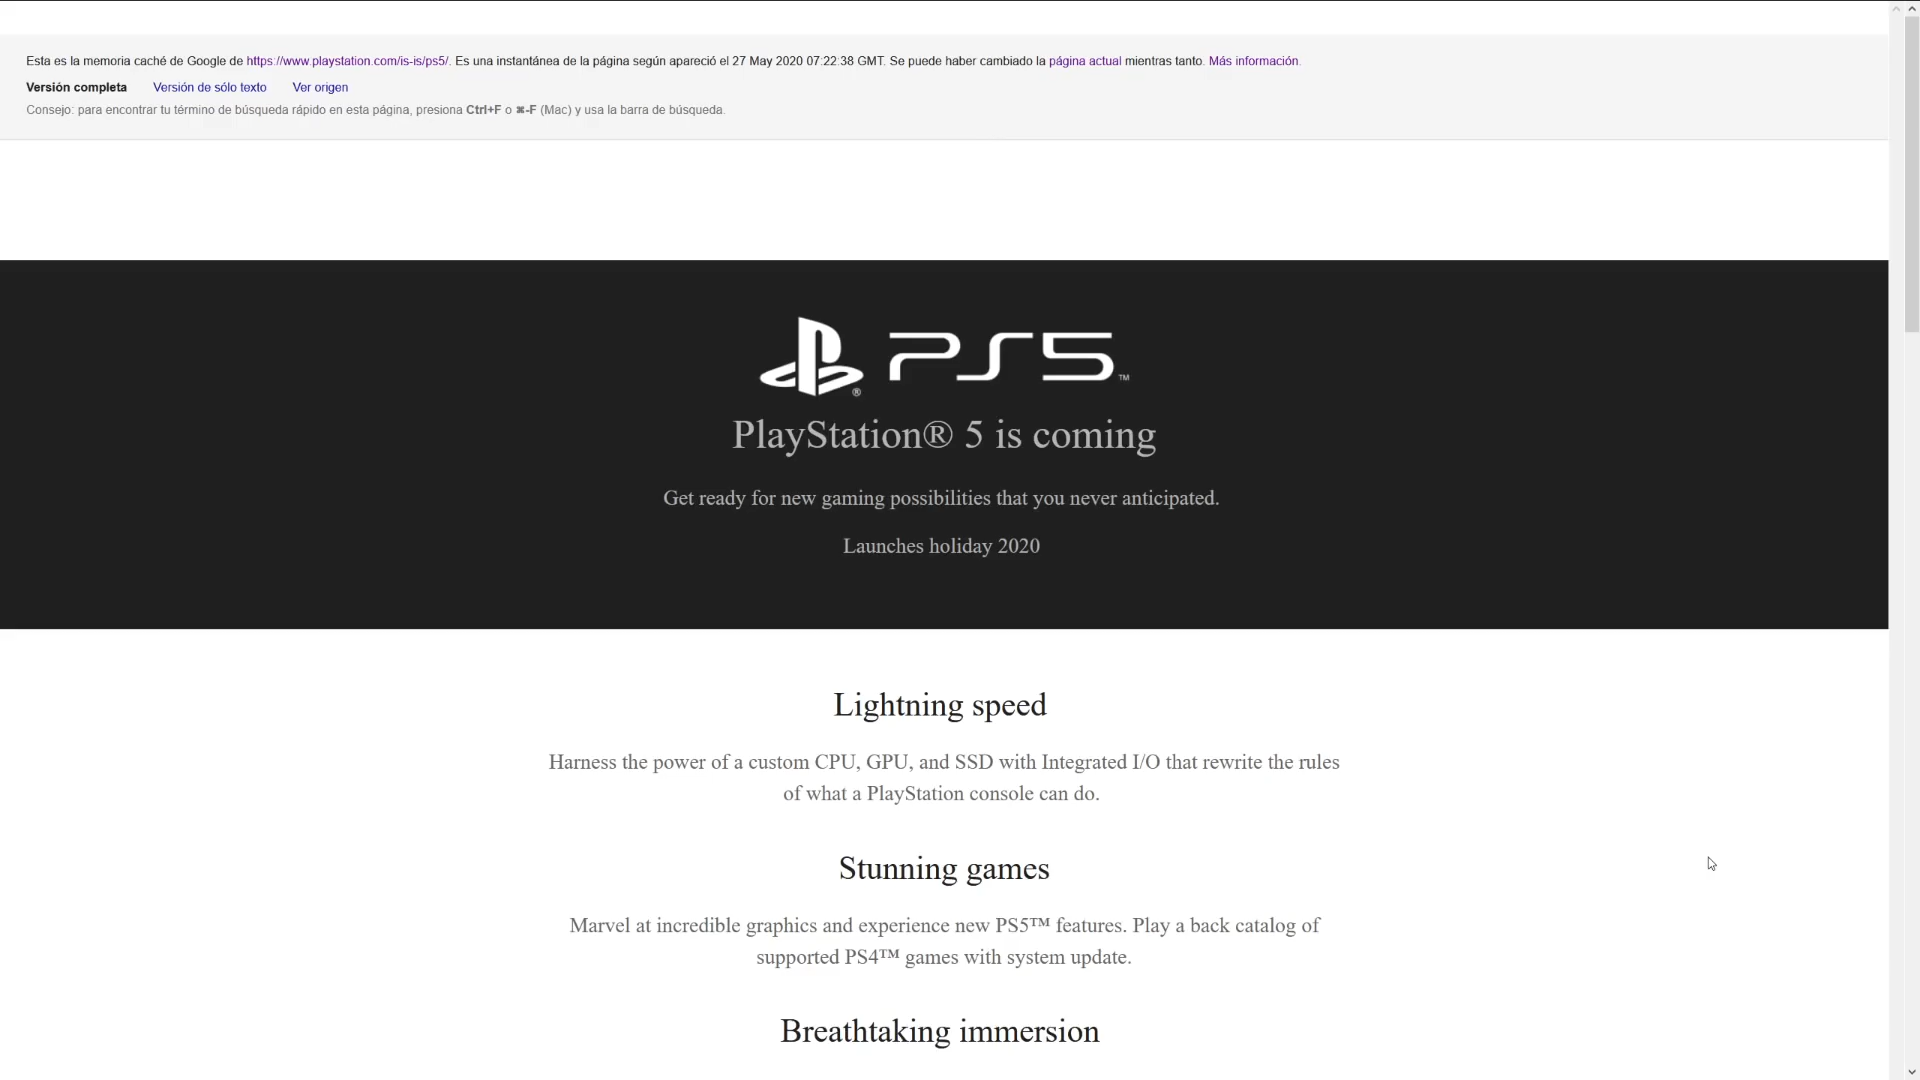 Esta es la memoria caché de Google de https://www.playstation.com/is-is/ps5/. Es una instantánea de la página según apareció el 27 May 2020 07:22:38 GMT. Se puede haber cambiado la página actual mientras tanto. Más información.
Versión completa Versión de sólo texto Ver origen
Consejo: para encontrar tu término de búsqueda rápido en esta página, presiona Ctrl+F o ⌘-F (Mac) y usa la barra de búsqueda.
PS5™
PlayStation® 5 is coming
Get ready for new gaming possibilities that you never anticipated.
Launches holiday 2020
Lightning speed
Harness the power of a custom CPU, GPU, and SSD with Integrated I/O that rewrite the rules
of what a PlayStation console can do.
Stunning games
Marvel at incredible graphics and experience new PS5™ features. Play a back catalog of
supported PS4™ games with system update.
Breathtaking immersion